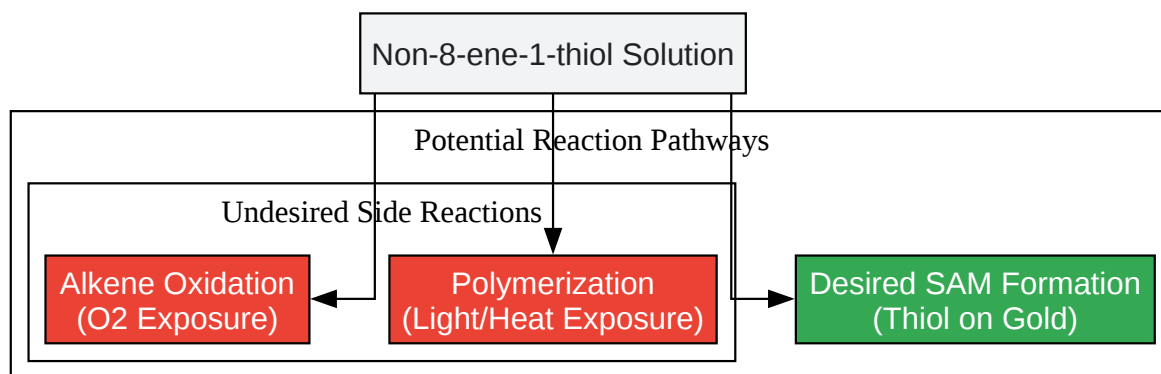 Non-8-ene-1-thiol Solution
Potential Reaction Pathways
Undesired Side Reactions
Alkene Oxidation
(O2 Exposure)
Polymerization
(Light/Heat Exposure)
Desired SAM Formation
(Thiol on Gold)